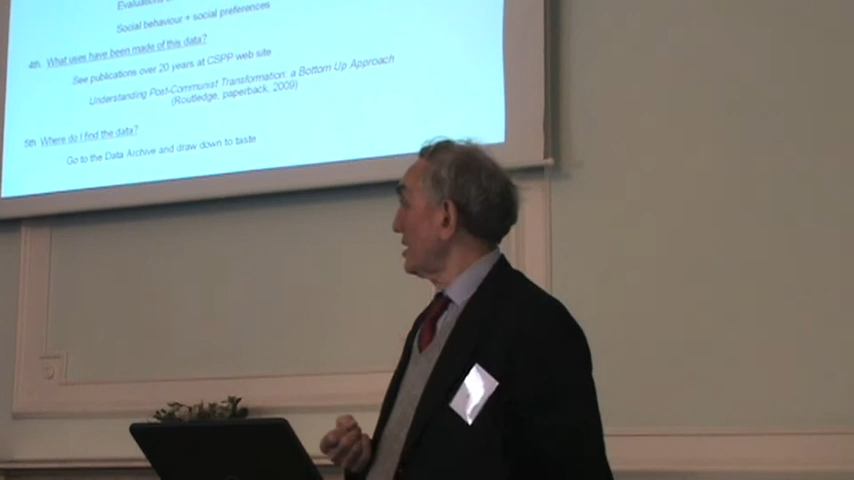 Evaluations
Social behaviour + social preferences
4th What uses have been made of this data?
See publications over 20 years at CSPP web site
Understanding Post-Communist Transformation: a Bottom Up Approach
(Routledge, paperback, 2009)
5th Where do I find the data?
Go to the Data Archive and draw down to taste